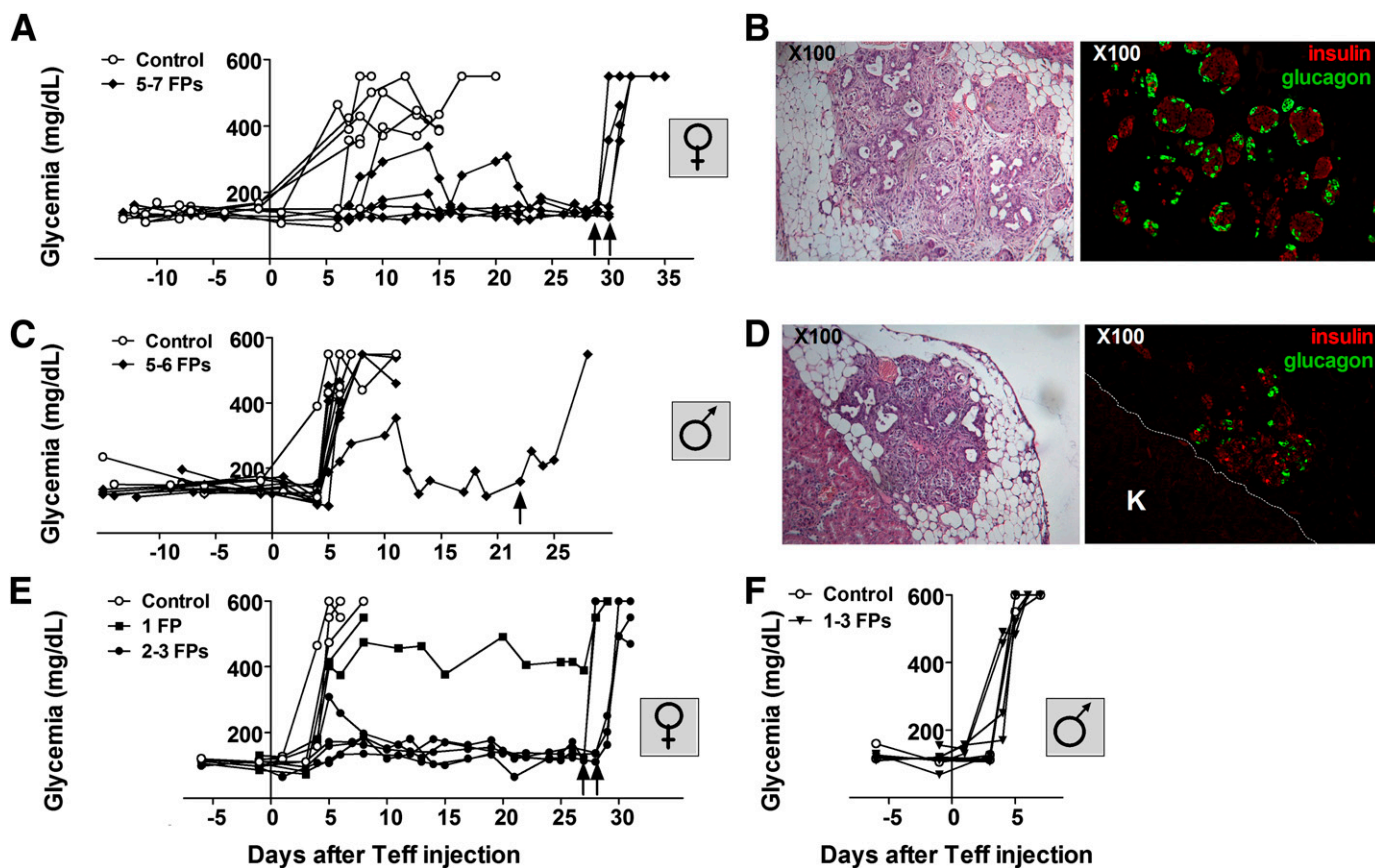 A
Glycemia (mg/dL)
600
400
200
Control
5-7 FPs
♀
-10 -5 0 5 10 15 20 25 30 35
B
X100
X100
insulin
glucagon
C
Glycemia (mg/dL)
600
400
200
Control
5-6 FPs
♂
-10 -5 0 5 10 15 22 25
D
X100
X100
insulin
glucagon
K
E
Glycemia (mg/dL)
600
400
200
Control
1 FP
2-3 FPs
♀
-5 0 5 10 15 20 25 30
Days after Teff injection
F
Glycemia (mg/dL)
600
400
200
Control
1-3 FPs
♂
-5 0 5
Days after Teff injection